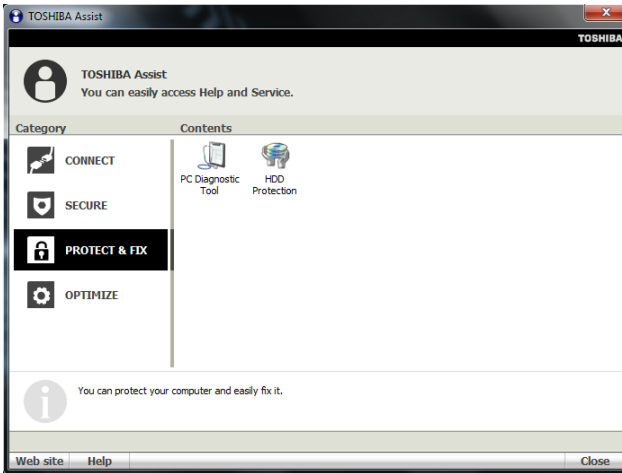 TOSHIBA Assist
TOSHIBA
TOSHIBA Assist
You can easily access Help and Service.
Category
Contents
CONNECT
SECURE
PROTECT & FIX
OPTIMIZE
PC Diagnostic
Tool
HDD
Protection
You can protect your computer and easily fix it.
Web site
Help
Close